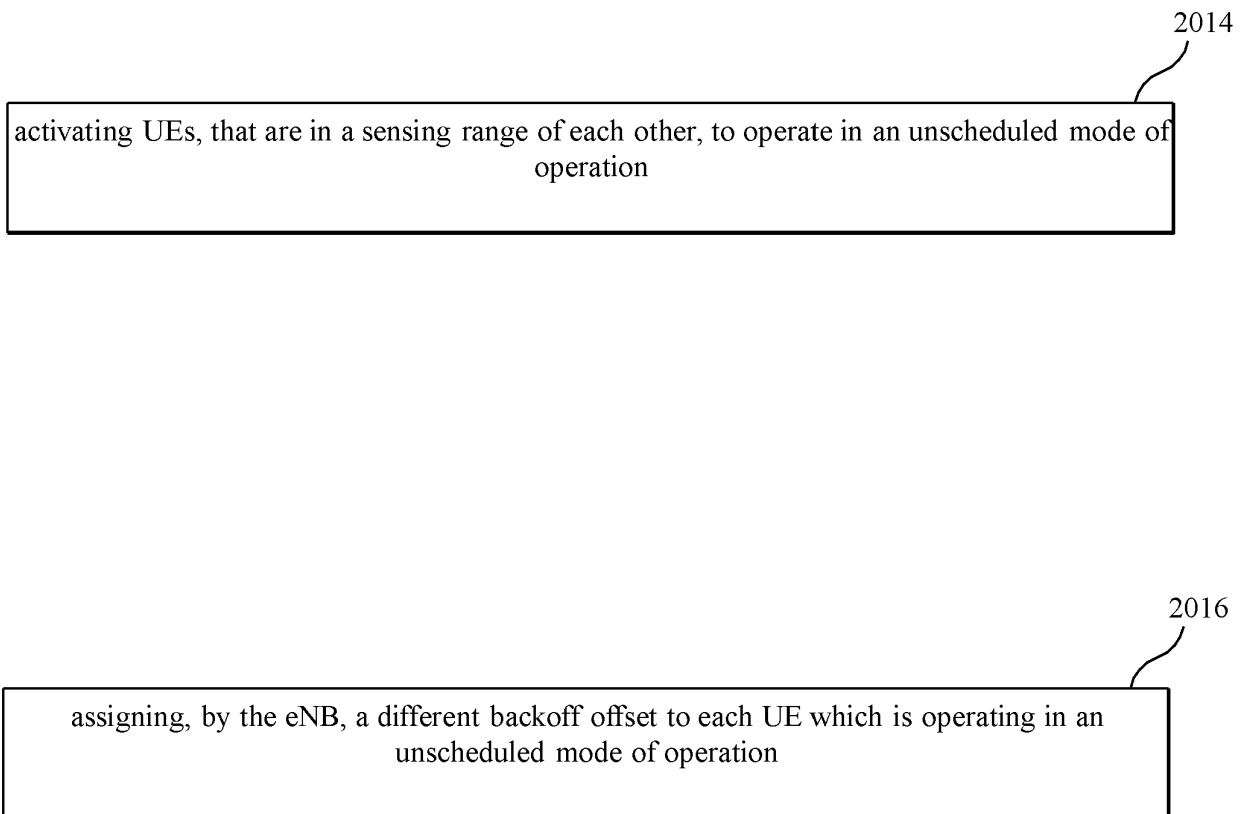 2014
activating UEs, that are in a sensing range of each other, to operate in an unscheduled mode of
operation
2016
assigning, by the eNB, a different backoff offset to each UE which is operating in an
unscheduled mode of operation